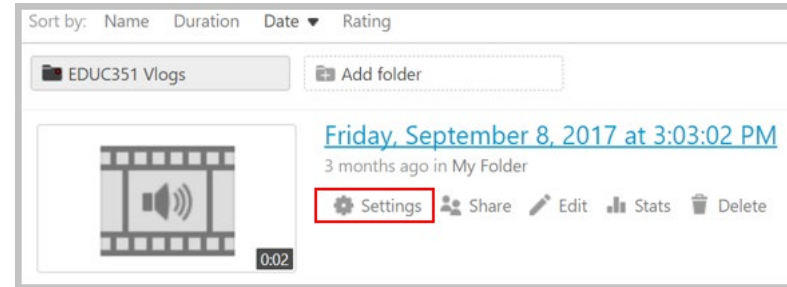 Sort by: Name Duration Date Rating
EDUC351 Vlogs Add folder
Friday, September 8, 2017 at 3:03:02 PM
3 months ago in My Folder
Settings Share Edit Stats Delete
0:02